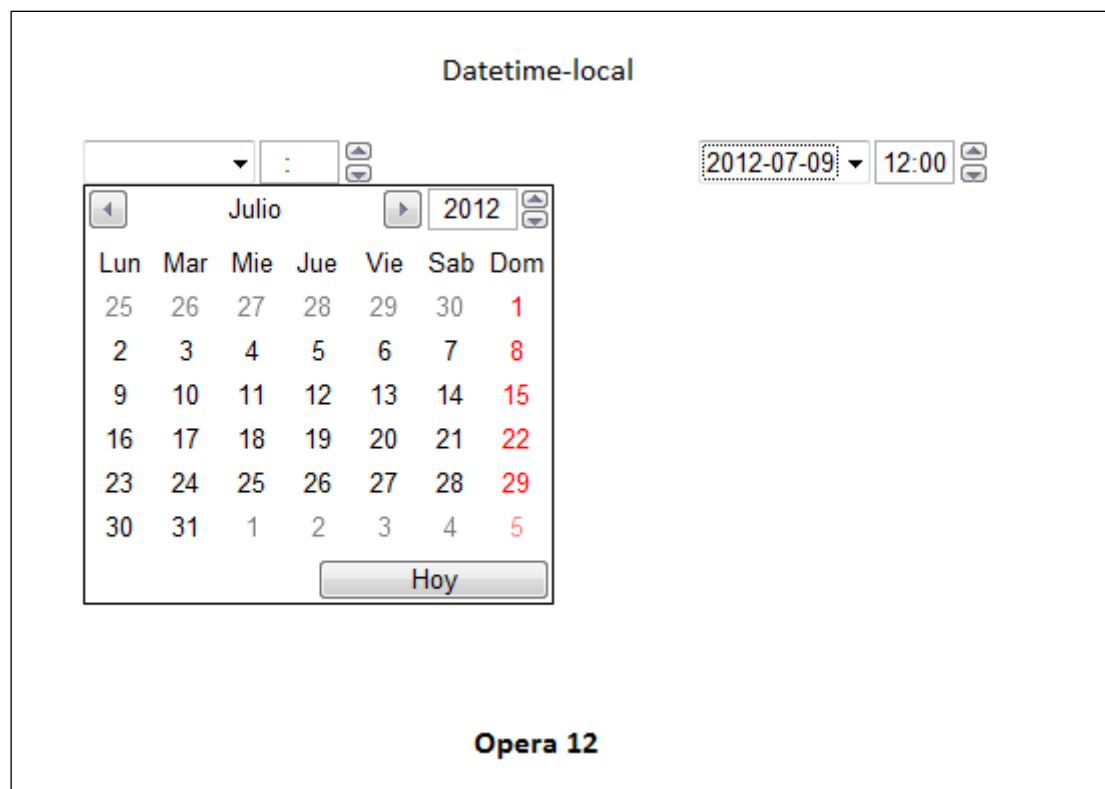 Datetime-local
: 2012-07-09 12:00
Julio 2012
Lun Mar Mie Jue Vie Sab Dom
25 26 27 28 29 30 1
2 3 4 5 6 7 8
9 10 11 12 13 14 15
16 17 18 19 20 21 22
23 24 25 26 27 28 29
30 31 1 2 3 4 5
Hoy
Opera 12